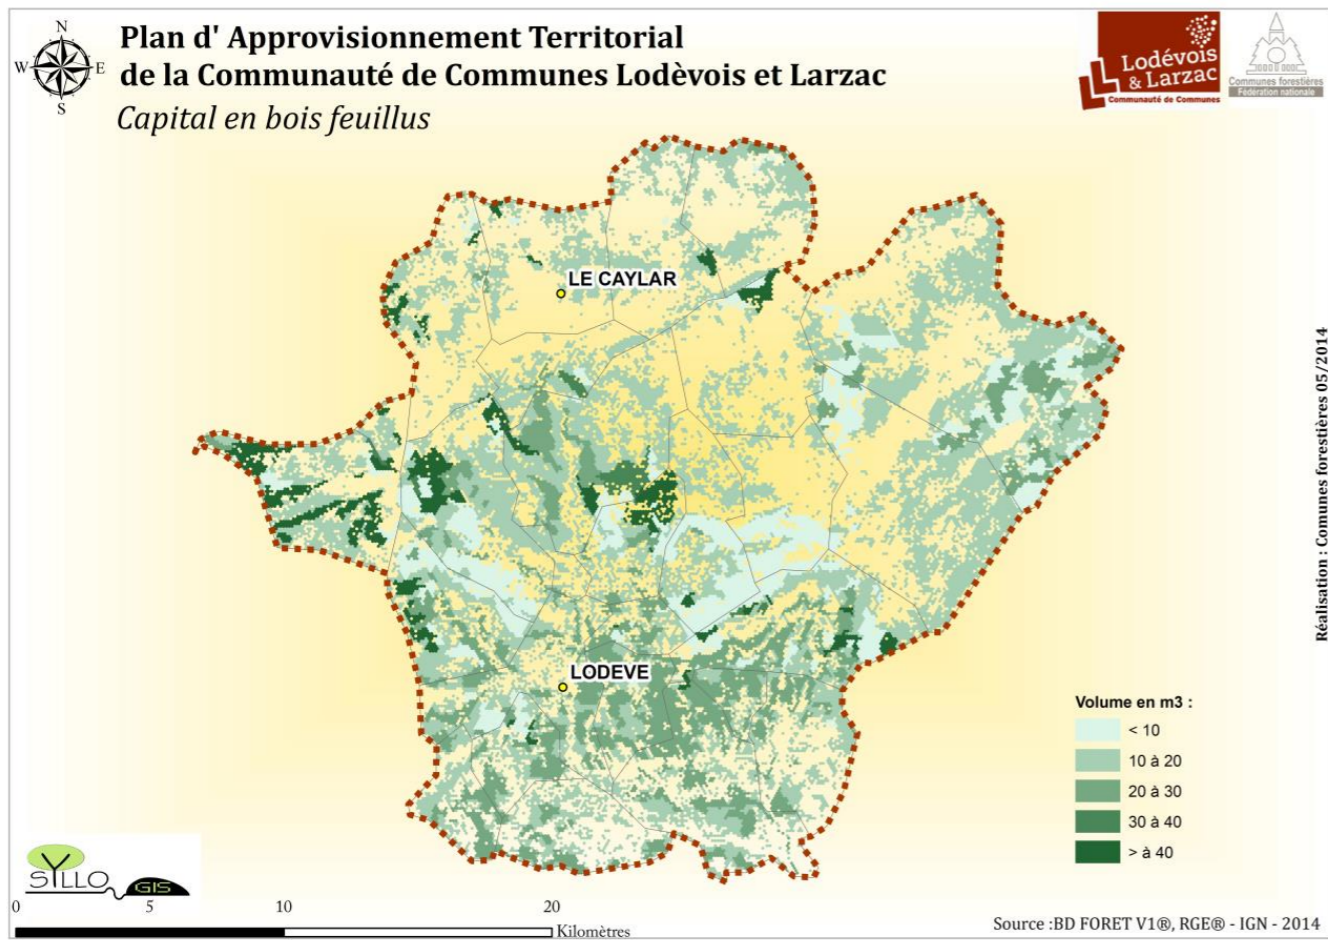 N
W E
S
Plan d' Approvisionnement Territorial
de la Communauté de Communes Lodèvois et Larzac
Capital en bois feuillus
Lodévois
& Larzac
Communauté de Communes
Communes forestières
Fédération nationale
LE CAYLAR
LODEVE
Réalisation : Comunes forestières 05/2014
Volume en m3 :
< 10
10 à 20
20 à 30
30 à 40
> à 40
SYLLO GIS
0 5 10 20
Kilomètres
Source :BD FORET V1®, RGE® - IGN - 2014